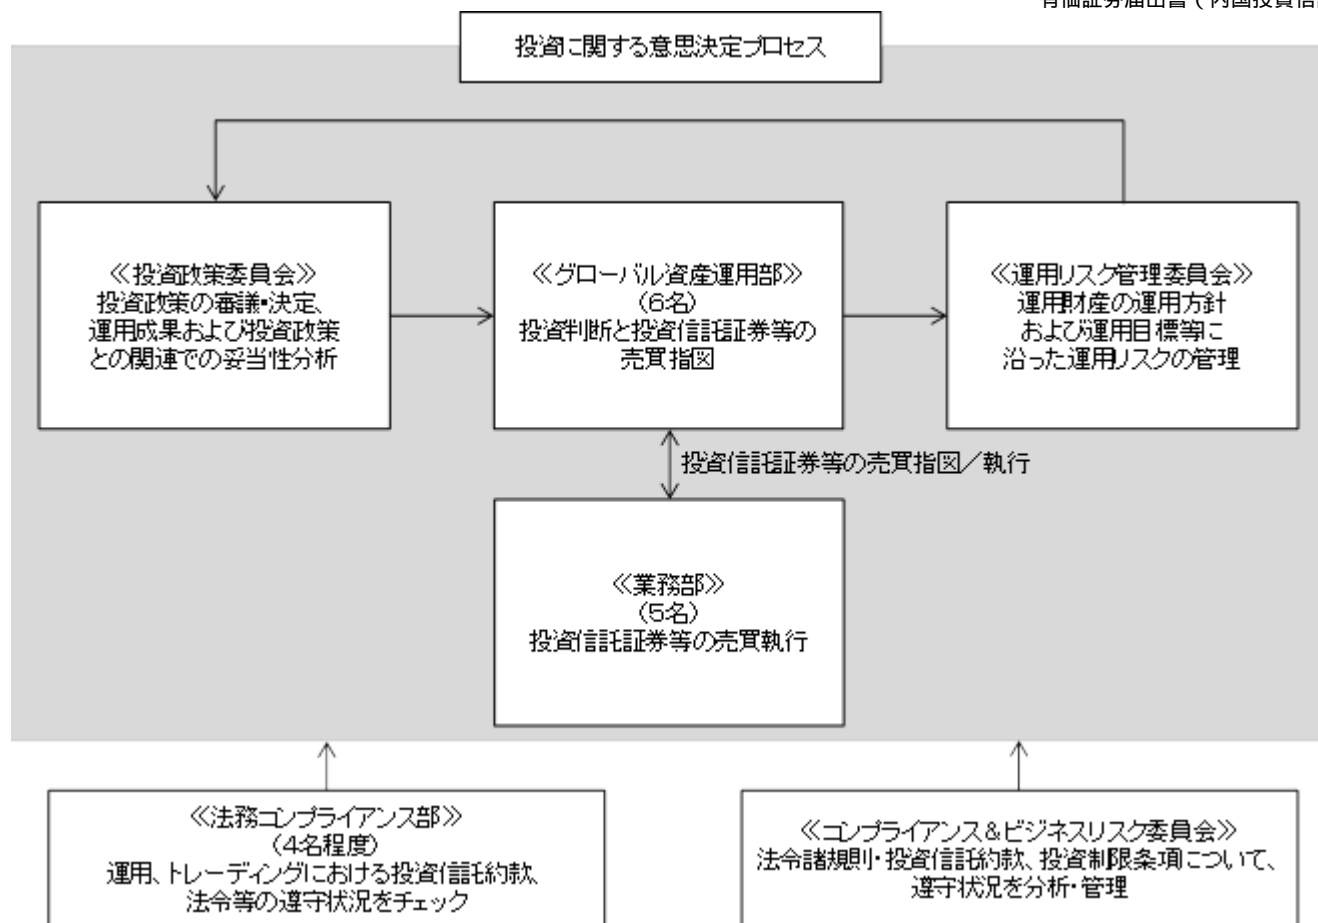 有価証券届出書（内国投資信
投資に関する意思決定プロセス
≪投資政策委員会≫
投資政策の審議・決定、
運用成果および投資政策
との関連での妥当性分析
≪グローバル資産運用部≫
(6名)
投資判断と投資信託証券等の
売買指図
≪運用リスク管理委員会≫
運用財産の運用方針
および運用目標等に
沿った運用リスクの管理
投資信託証券等の売買指図／執行
≪業務部≫
(5名)
投資信託証券等の売買執行
≪法務コンプライアンス部≫
(4名程度)
運用、トレーディングにおける投資信託約款、
法令等の遵守状況をチェック
≪コンプライアンス＆ビジネスリスク委員会≫
法令諸規則・投資信託約款、投資制限条項について、
遵守状況を分析・管理